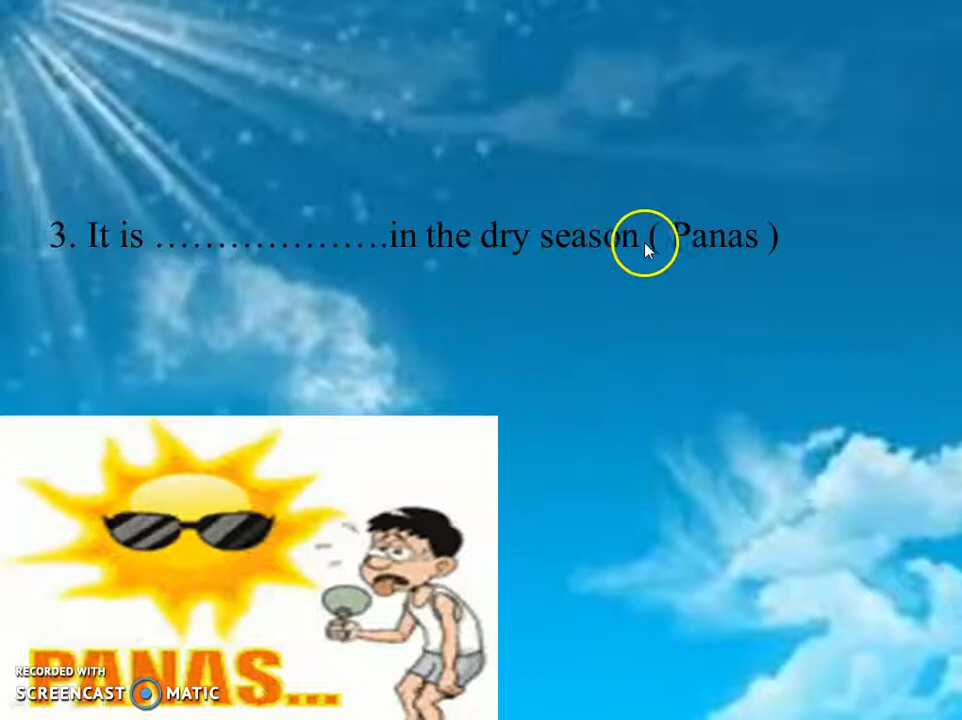 3. It is ………………in the dry season ( Panas )
PANAS...
RECORDED WITH
SCREENCAST MATIC